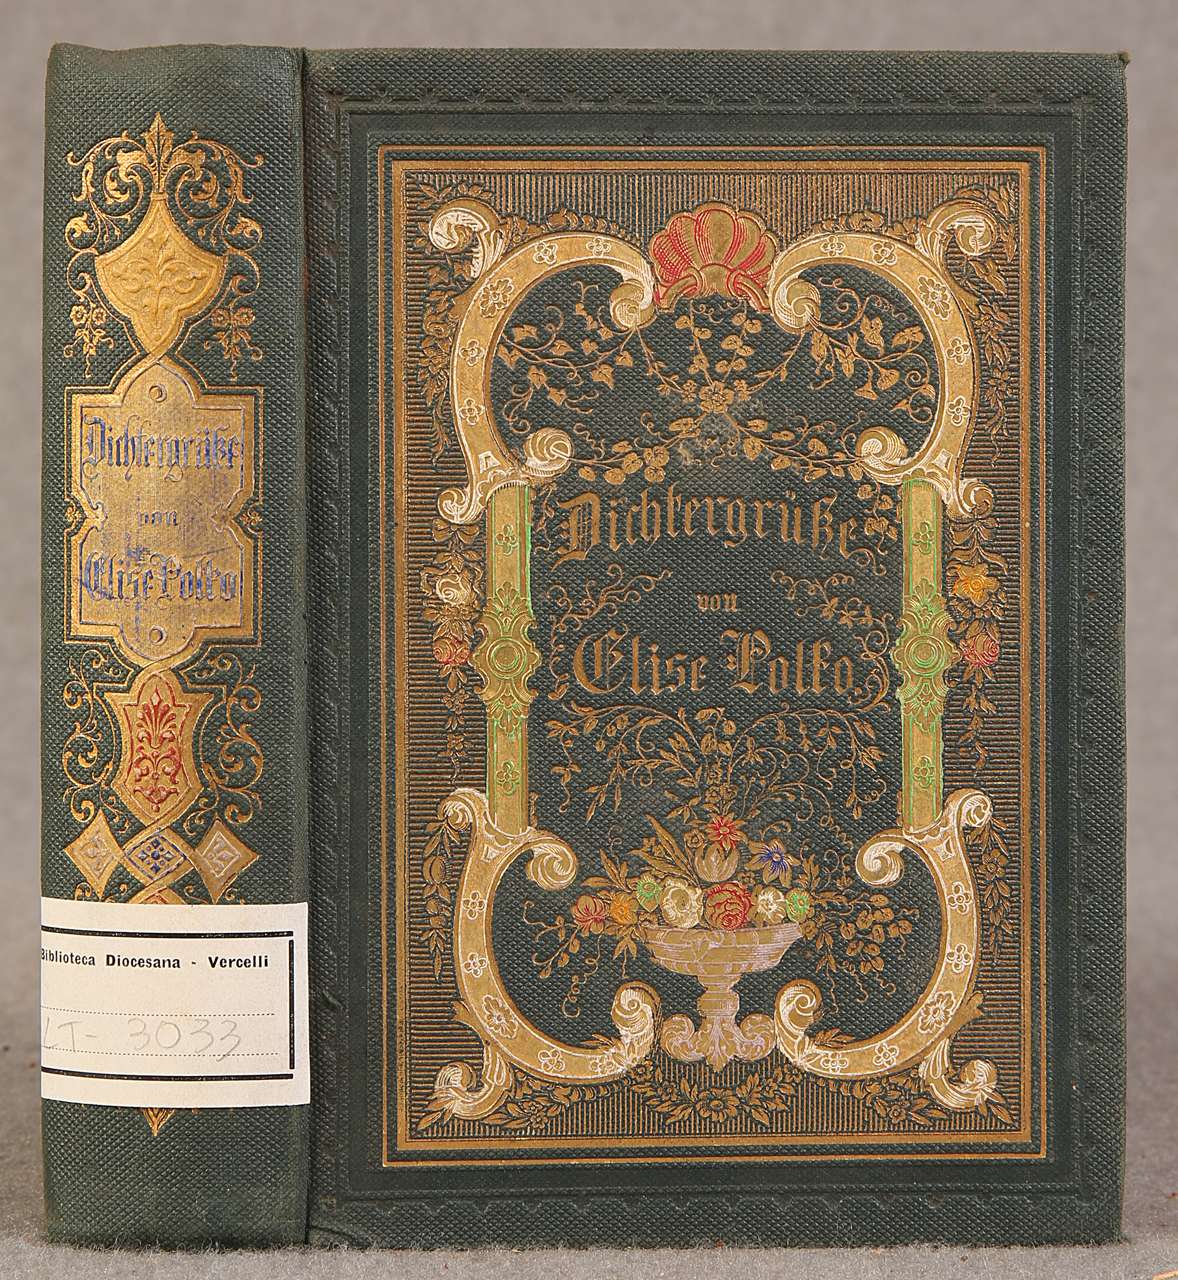 Dichtergrüße
von
Elise Polko
Biblioteca Diocesana - Vercelli
LT- 3033
Dichtergrüße
von
Elise Polko